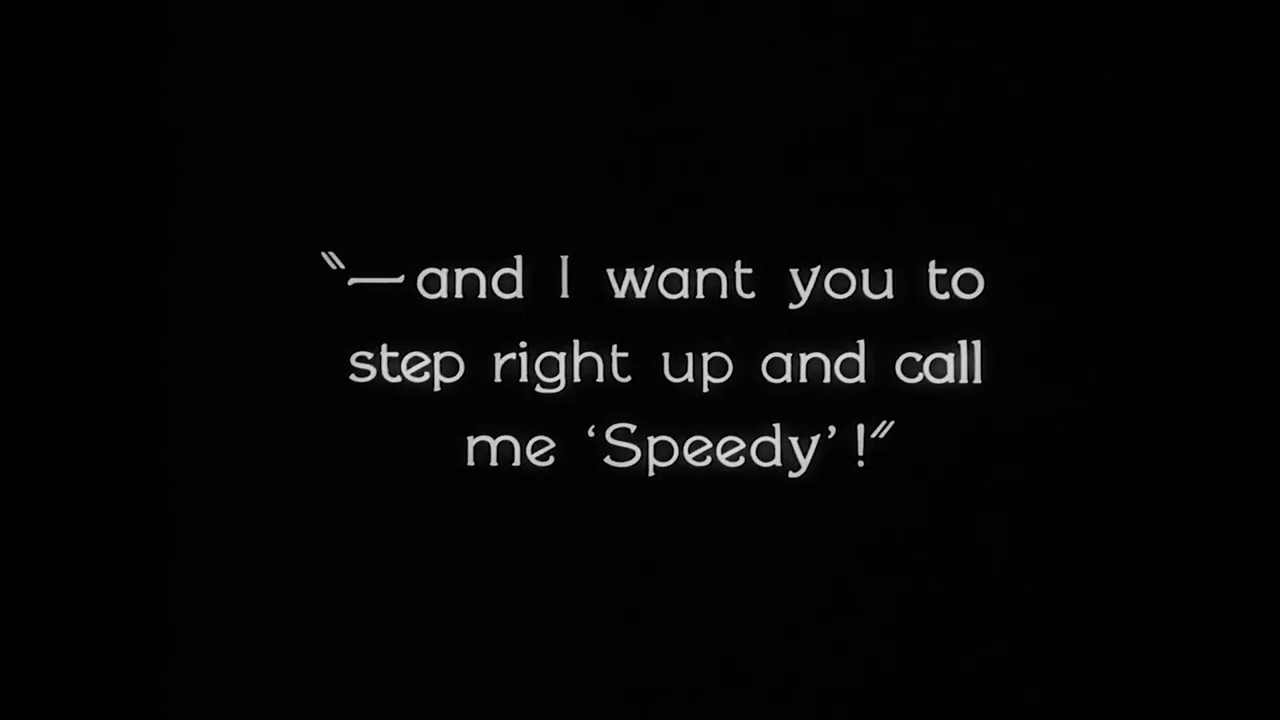 "—and I want you to
step right up and call
me ‘Speedy’!"